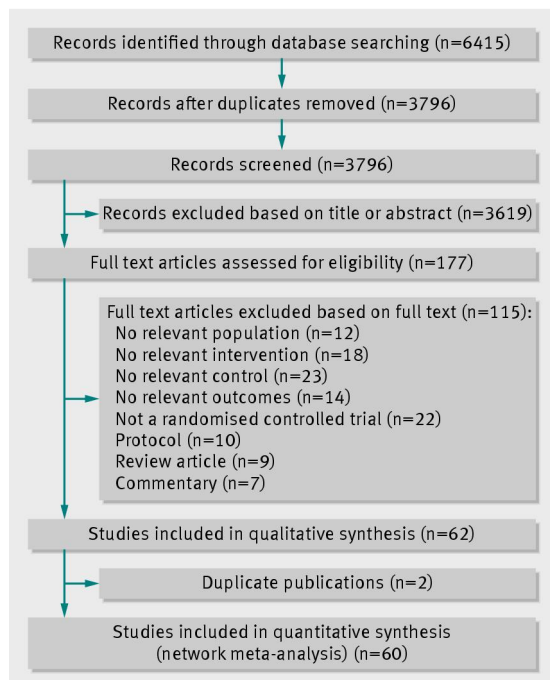 Records identified through database searching (n=6415)
Records after duplicates removed (n=3796)
Records screened (n=3796)
Records excluded based on title or abstract (n=3619)
Full text articles assessed for eligibility (n=177)
Full text articles excluded based on full text (n=115):
No relevant population (n=12)
No relevant intervention (n=18)
No relevant control (n=23)
No relevant outcomes (n=14)
Not a randomised controlled trial (n=22)
Protocol (n=10)
Review article (n=9)
Commentary (n=7)
Studies included in qualitative synthesis (n=62)
Duplicate publications (n=2)
Studies included in quantitative synthesis
(network meta-analysis) (n=60)